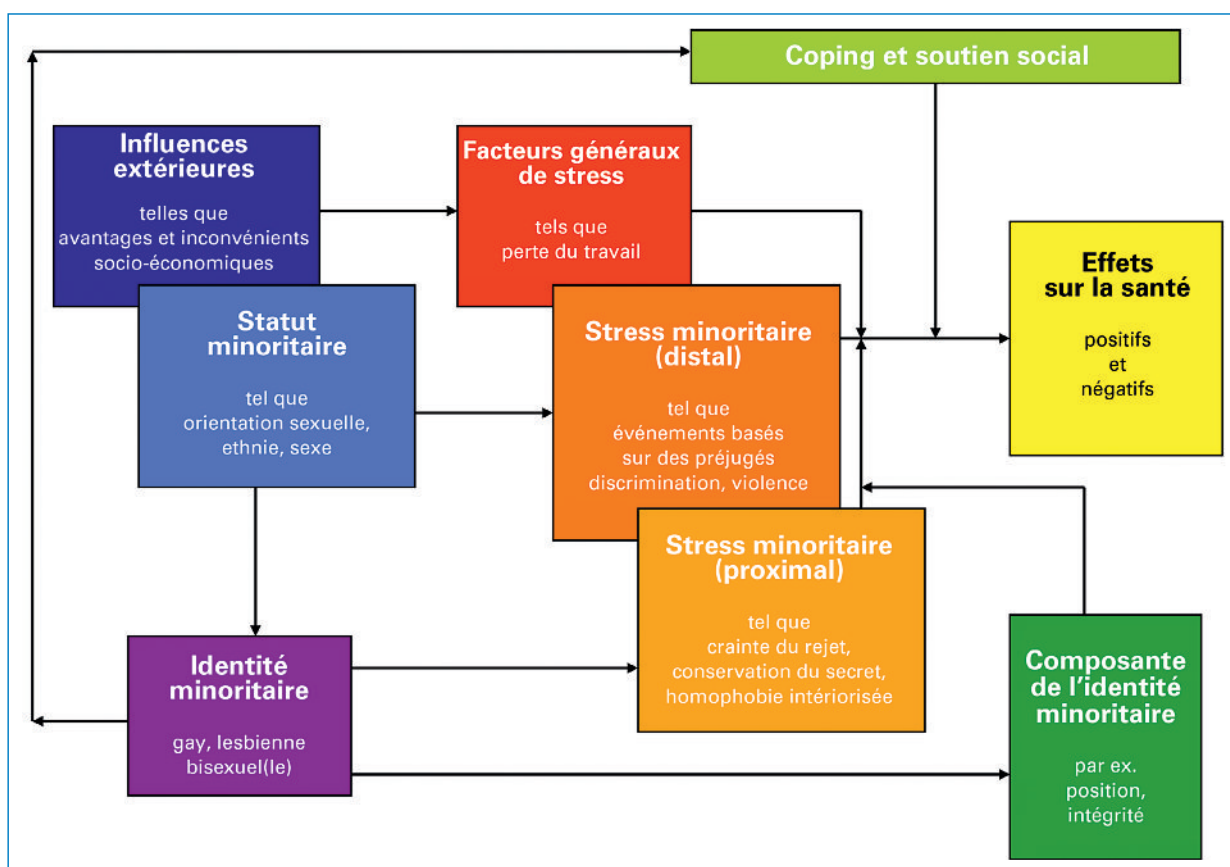 Coping et soutien social
Influences
extérieures
telles que
avantages et inconvénients
socio-économiques
Facteurs généraux
de stress
tels que
perte du travail
Effets
sur la santé
positifs
et
négatifs
Statut
minoritaire
tel que
orientation sexuelle,
ethnie, sexe
Stress minoritaire
(distal)
tel que
événements basés
sur des préjugés
discrimination, violence
Stress minoritaire
(proximal)
tel que
crainte du rejet,
conservation du secret,
homophobie intériorisée
Identité
minoritaire
gay, lesbienne
bisexuel(le)
Composante
de l’identité
minoritaire
par ex.
position,
intégrité